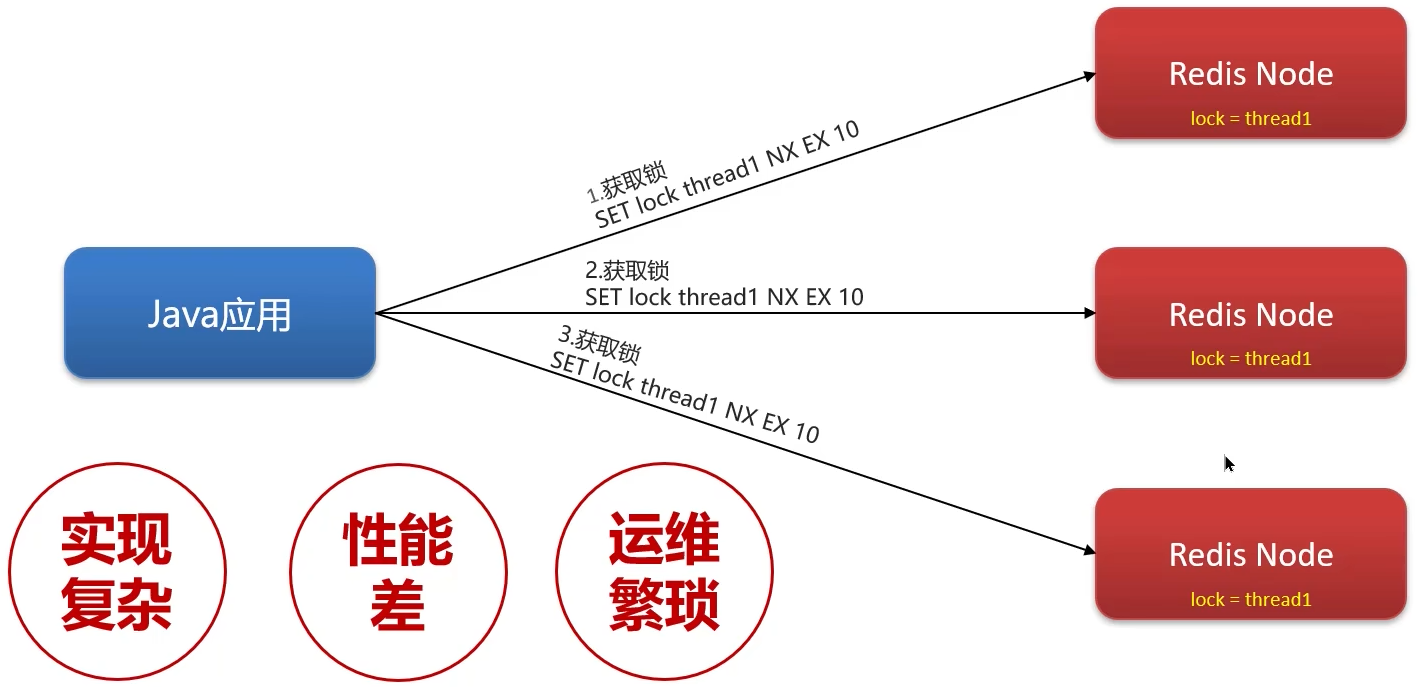 Redis Node
lock = thread1
1.获取锁
SET lock thread1 NX EX 10
Java应用
2.获取锁
SET lock thread1 NX EX 10
Redis Node
lock = thread1
3.获取锁
SET lock thread1 NX EX 10
Redis Node
lock = thread1
实现
复杂
性能
差
运维
繁琐